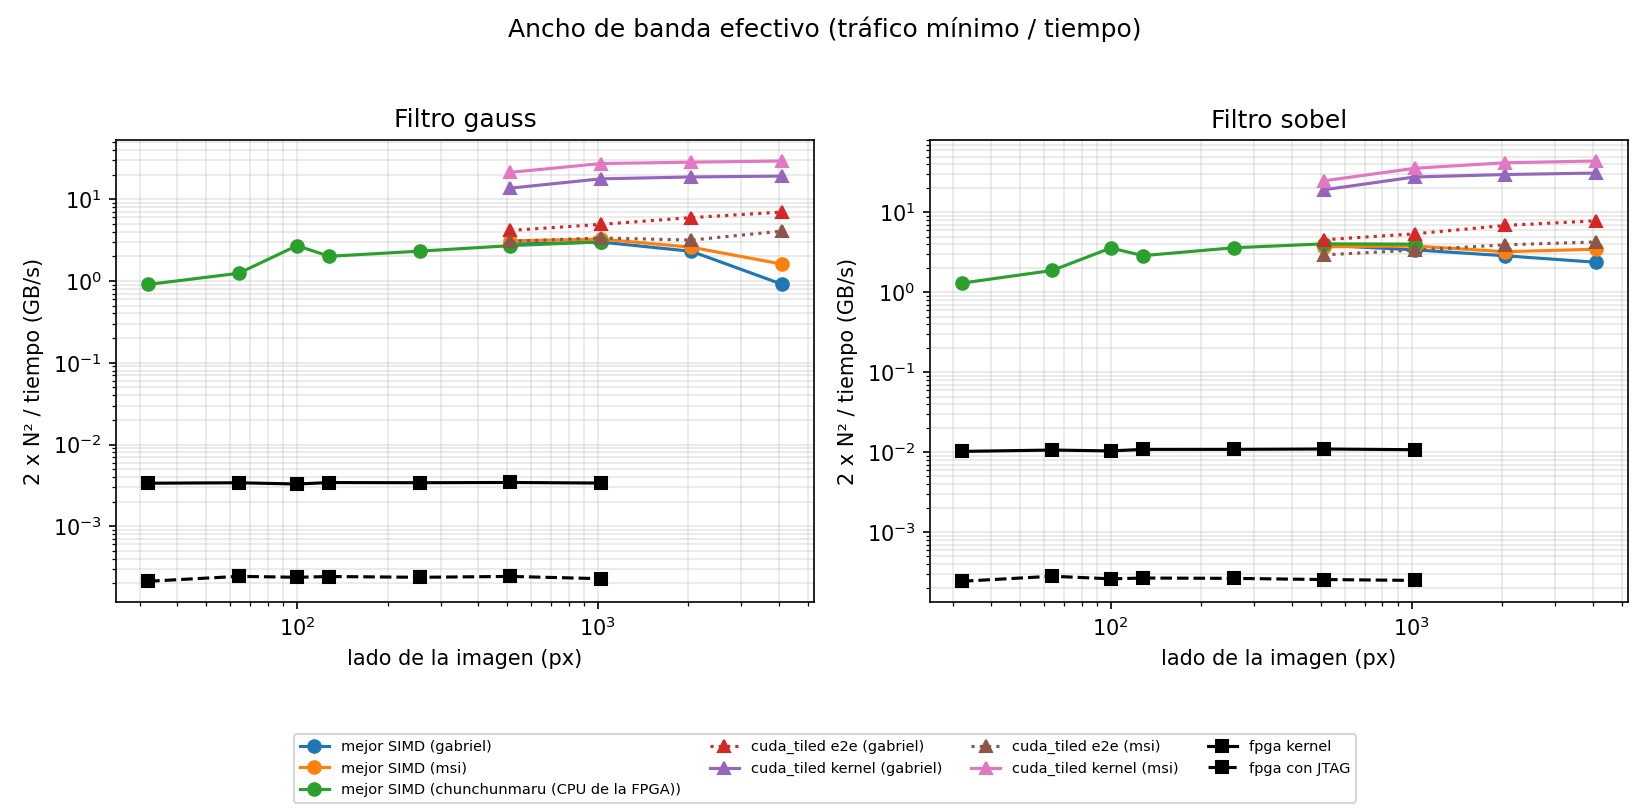 Ancho de banda efectivo (tráfico mínimo / tiempo)
Filtro gauss
2 x N² / tiempo (GB/s)
10¹
10⁰
10⁻¹
10⁻²
10⁻³
10²
10³
lado de la imagen (px)
Filtro sobel
2 x N² / tiempo (GB/s)
10¹
10⁰
10⁻¹
10⁻²
10⁻³
10²
10³
lado de la imagen (px)
mejor SIMD (gabriel)
mejor SIMD (msi)
mejor SIMD (chunchunmaru (CPU de la FPGA))
cuda_tiled e2e (gabriel)
cuda_tiled kernel (gabriel)
cuda_tiled e2e (msi)
cuda_tiled kernel (msi)
fpga kernel
fpga con JTAG